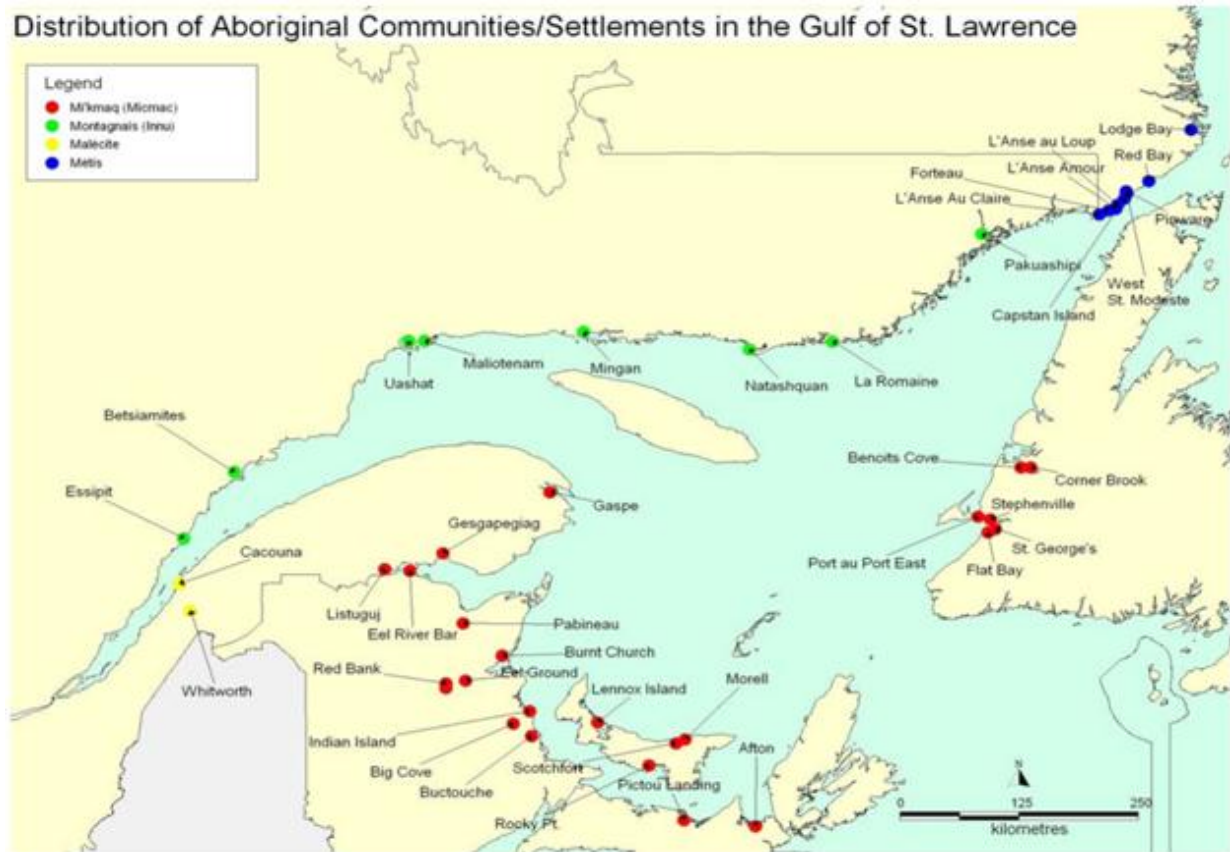 Distribution of Aboriginal Communities/Settlements in the Gulf of St. Lawrence
Legend
Mi'kmaq (Micmac)
Montagnais (Innu)
Malecite
Metis
Lodge Bay
L'Anse au Loup
Red Bay
L'Anse Amour
Forteau
L'Anse Au Claire
Pinware
Pakuashipi
West
St. Modeste
Capstan Island
Maliotenam
Mingan
Uashat
Natashquan
La Romaine
Betsiamites
Benoits Cove
Corner Brook
Essipit
Gaspe
Stephenville
Gesgapegiag
Cacouna
St. George's
Port au Port East
Flat Bay
Listuguj
Eel River Bar
Pabineau
Burnt Church
Red Bank
Eel Ground
Whitworth
Lennox Island
Morell
Indian Island
Afton
Big Cove
Scotchfort
Buctouche
Pictou Landing
Rocky Pt.
N
0 125 250
kilometres